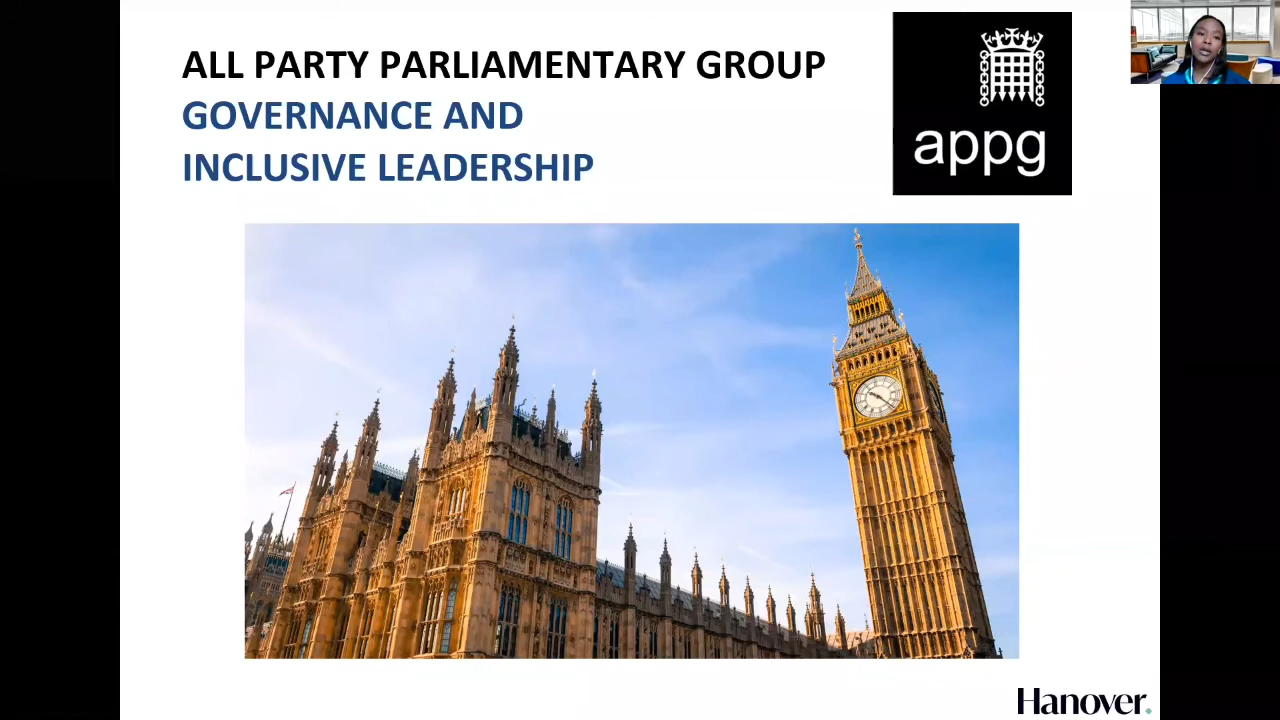 ALL PARTY PARLIAMENTARY GROUP
GOVERNANCE AND
INCLUSIVE LEADERSHIP
appg
Hanover.